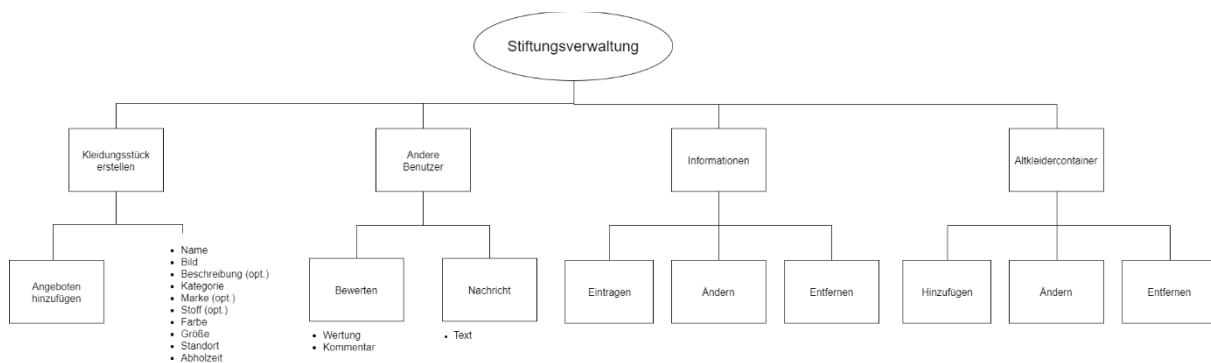 Stiftungsverwaltung
Kleidungsstück
erstellen
Andere
Benutzer
Informationen
Altkleidercontainer
Angeboten
hinzufügen
• Name
• Bild
• Beschreibung (opt.)
• Kategorie
• Marke (opt.)
• Stoff (opt.)
• Farbe
• Größe
• Standort
• Abholzeit
Bewerten
• Wertung
• Kommentar
Nachricht
• Text
Eintragen
Ändern
Entfernen
Hinzufügen
Ändern
Entfernen